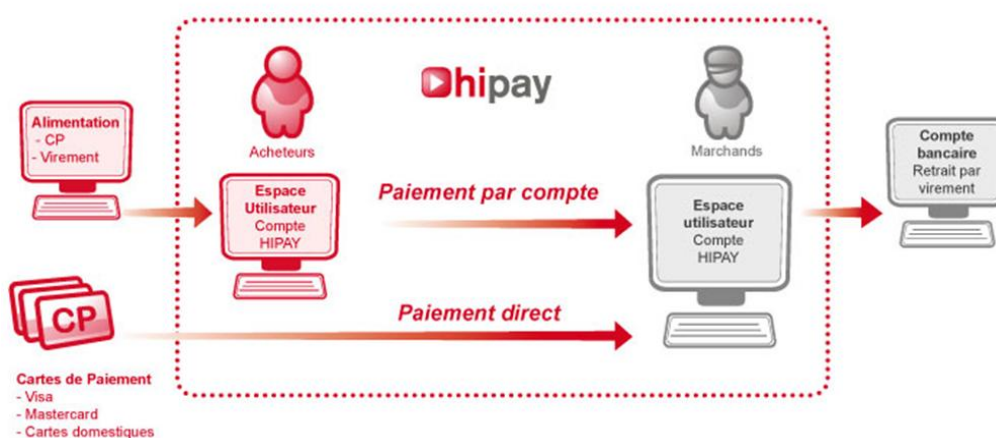 hipay
Alimentation
- CP
- Virement
Acheteurs
Marchands
Compte
bancaire
Retrait par
virement
Espace
Utilisateur
Compte
HIPAY
Paiement par compte
Espace
utilisateur
Compte
HIPAY
CP
Paiement direct
Cartes de Paiement
- Visa
- Mastercard
- Cartes domestiques